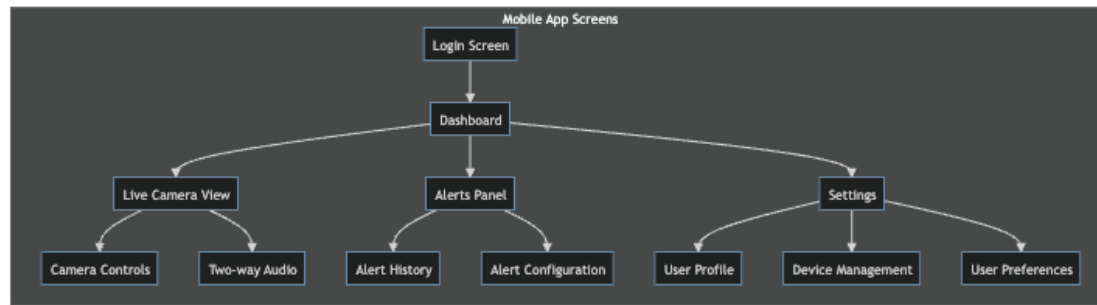 Mobile App Screens
Login Screen
Dashboard
Live Camera View
Alerts Panel
Settings
Camera Controls
Two-way Audio
Alert History
Alert Configuration
User Profile
Device Management
User Preferences